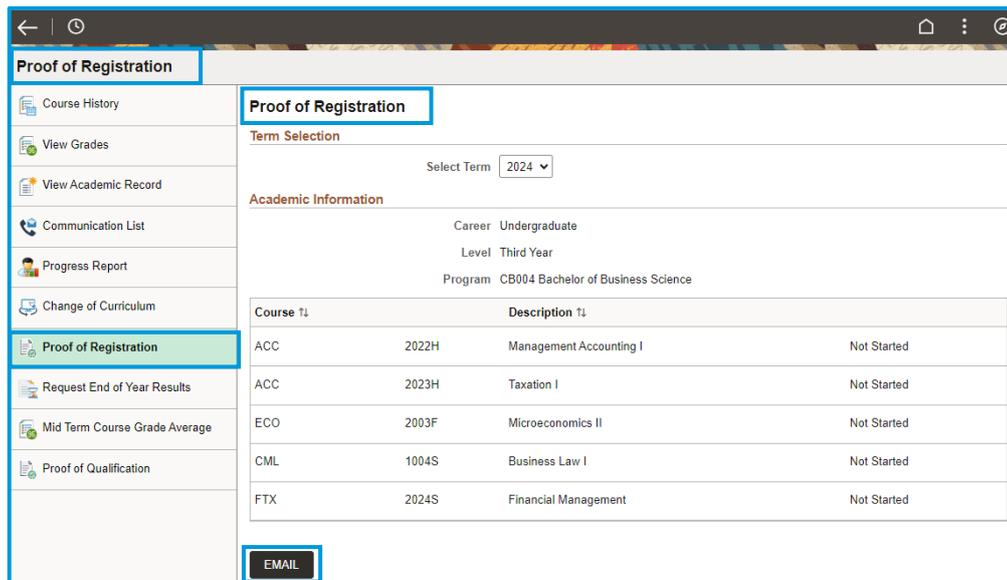 Proof of Registration
Course History
View Grades
View Academic Record
Communication List
Progress Report
Change of Curriculum
Proof of Registration
Request End of Year Results
Mid Term Course Grade Average
Proof of Qualification
Proof of Registration
Term Selection
Select Term 2024
Academic Information
Career Undergraduate
Level Third Year
Program CB004 Bachelor of Business Science
Course ↑↓ Description ↑↓
ACC 2022H Management Accounting I Not Started
ACC 2023H Taxation I Not Started
ECO 2003F Microeconomics II Not Started
CML 1004S Business Law I Not Started
FTX 2024S Financial Management Not Started
EMAIL